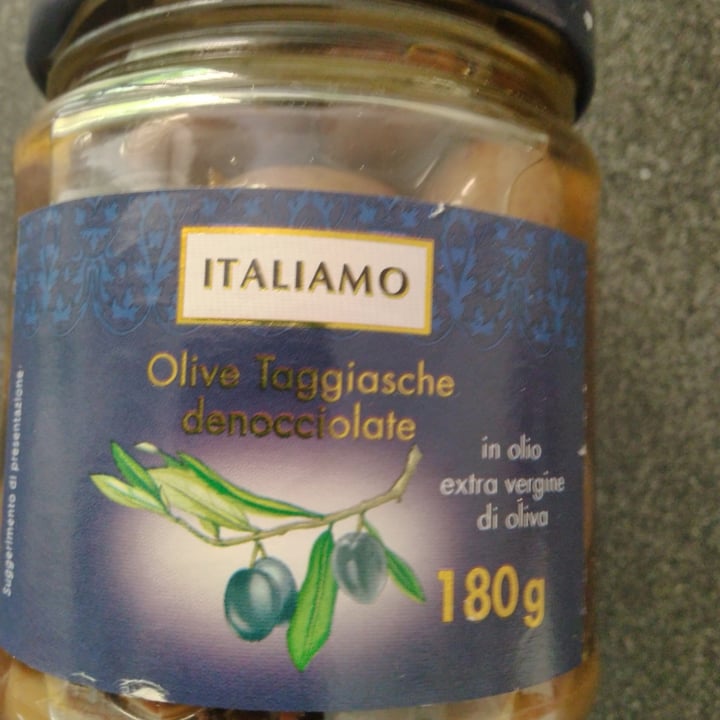 ITALIAMO
Olive Taggiasche
denocciolate
in olio
extra vergine
di oliva
180g
Suggerimento di presentazione